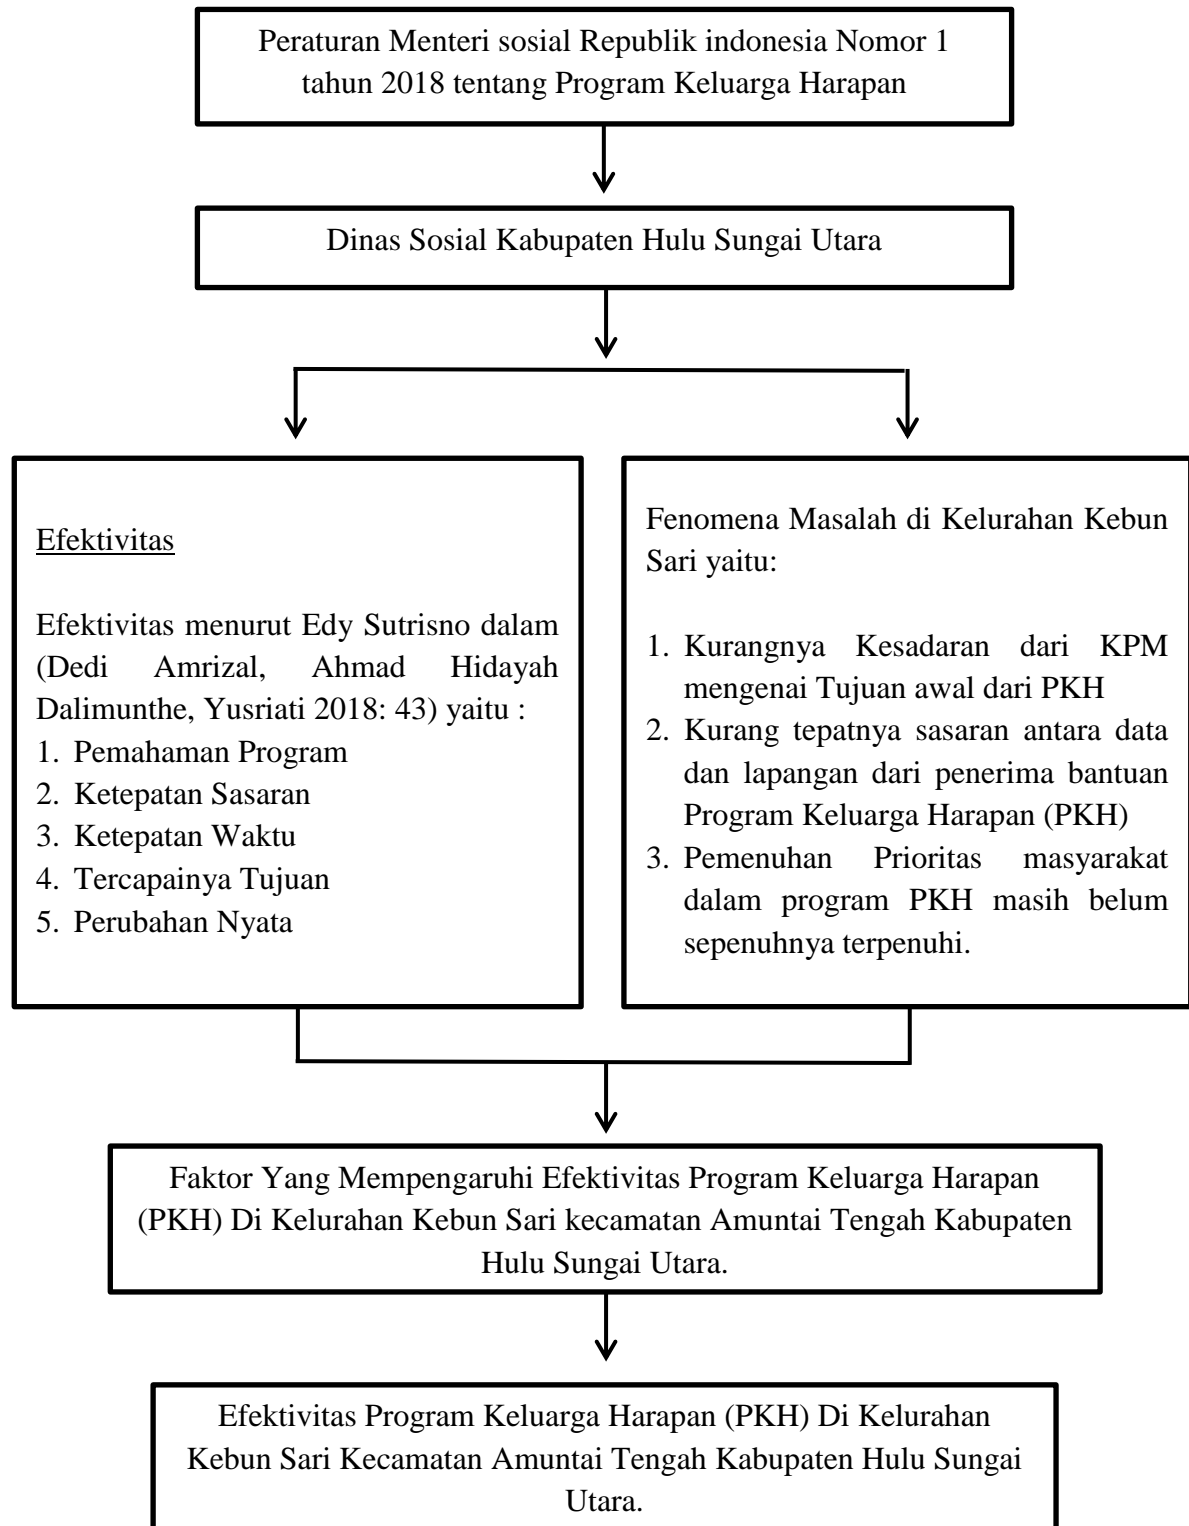 Peraturan Menteri sosial Republik indonesia Nomor 1
tahun 2018 tentang Program Keluarga Harapan
Dinas Sosial Kabupaten Hulu Sungai Utara
Efektivitas
Efektivitas menurut Edy Sutrisno dalam
(Dedi Amrizal, Ahmad Hidayah
Dalimunthe, Yusriati 2018: 43) yaitu :
1. Pemahaman Program
2. Ketepatan Sasaran
3. Ketepatan Waktu
4. Tercapainya Tujuan
5. Perubahan Nyata
Fenomena Masalah di Kelurahan Kebun
Sari yaitu:
1. Kurangnya Kesadaran dari KPM
mengenai Tujuan awal dari PKH
2. Kurang tepatnya sasaran antara data
dan lapangan dari penerima bantuan
Program Keluarga Harapan (PKH)
3. Pemenuhan Prioritas masyarakat
dalam program PKH masih belum
sepenuhnya terpenuhi.
Faktor Yang Mempengaruhi Efektivitas Program Keluarga Harapan
(PKH) Di Kelurahan Kebun Sari kecamatan Amuntai Tengah Kabupaten
Hulu Sungai Utara.
Efektivitas Program Keluarga Harapan (PKH) Di Kelurahan
Kebun Sari Kecamatan Amuntai Tengah Kabupaten Hulu Sungai
Utara.